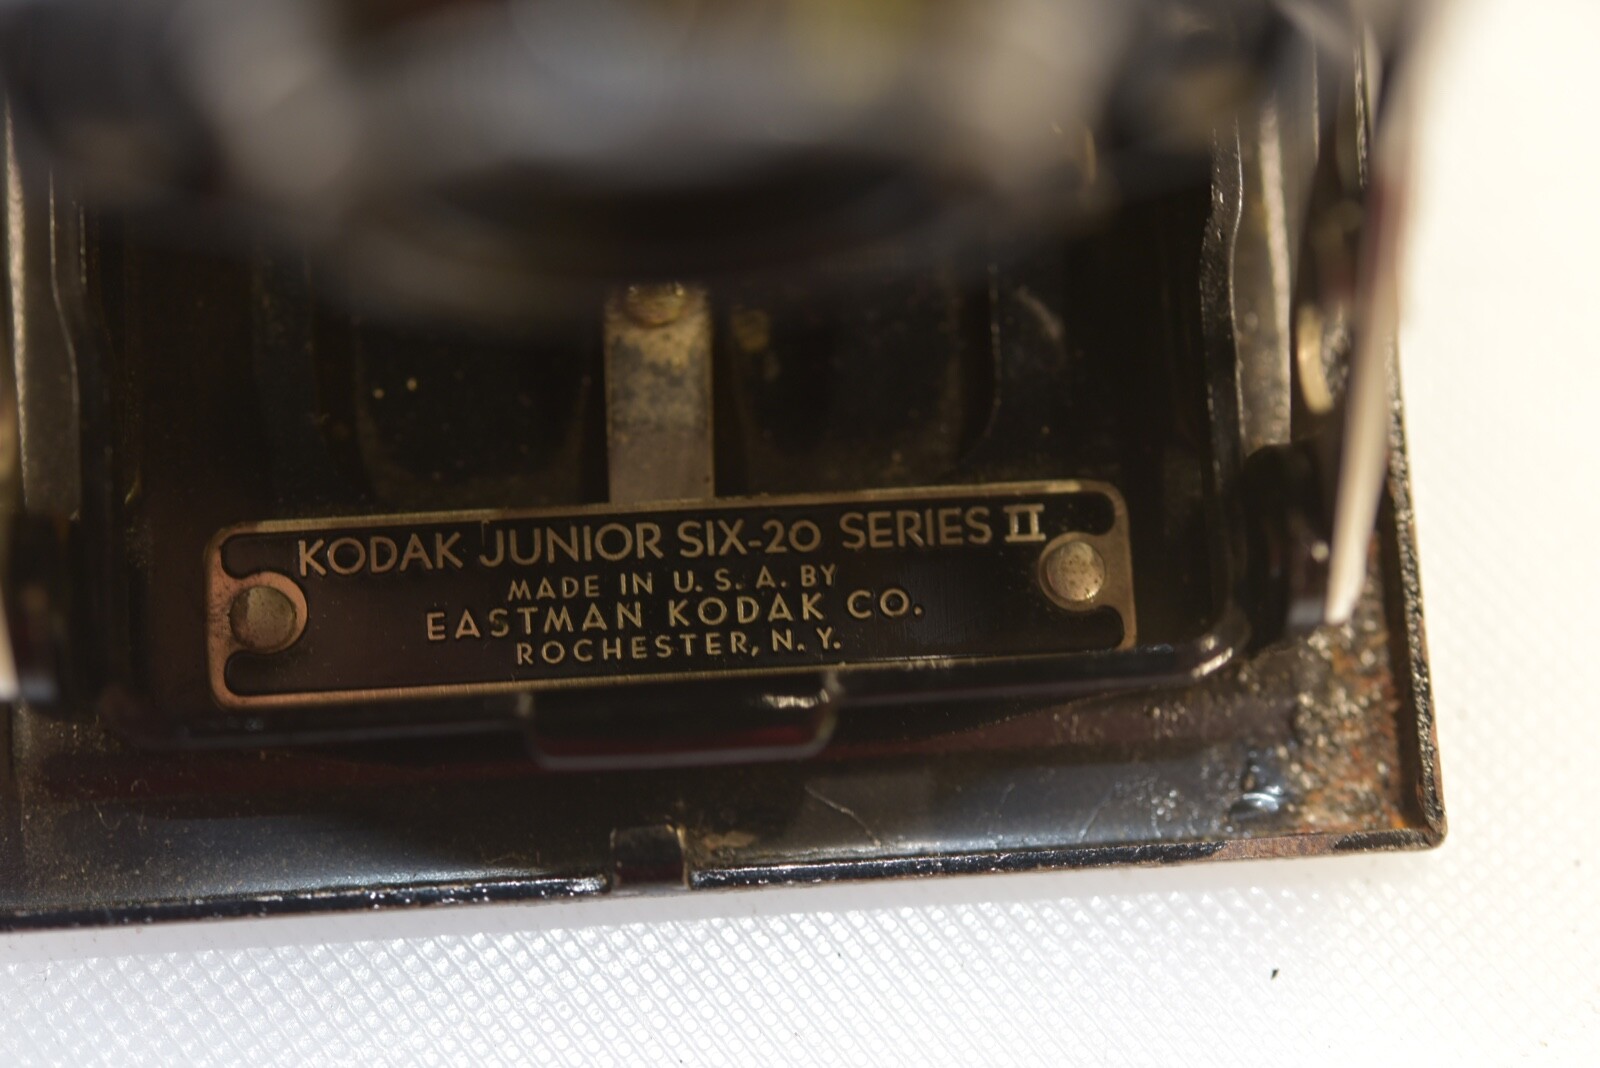 KODAK JUNIOR SIX-20 SERIES II
MADE IN U. S. A. BY
EASTMAN KODAK CO.
ROCHESTER, N. Y.